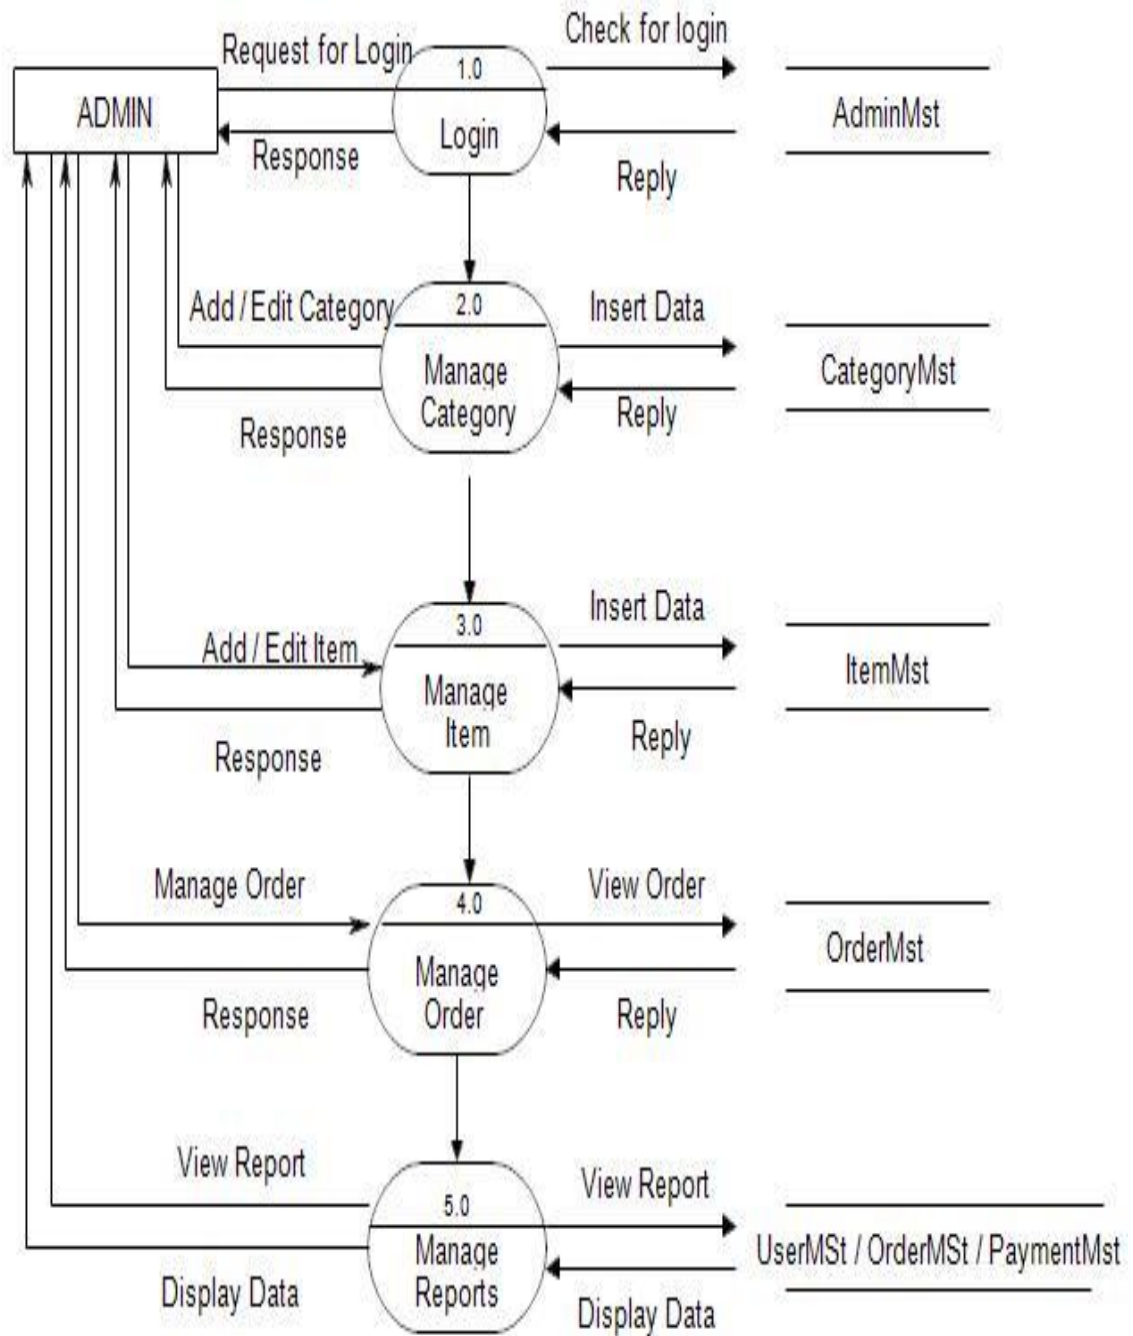 Check for login
Request for Login
1.0
ADMIN
Login
AdminMst
Response
Reply
Add / Edit Category
2.0
Insert Data
Manage
Category
CategoryMst
Response
Reply
3.0
Insert Data
Add / Edit Item
Manage
Item
ItemMst
Response
Reply
Manage Order
4.0
View Order
Manage
Order
OrderMst
Response
Reply
View Report
5.0
View Report
Manage
Reports
UserMSt / OrderMSt / PaymentMst
Display Data
Display Data